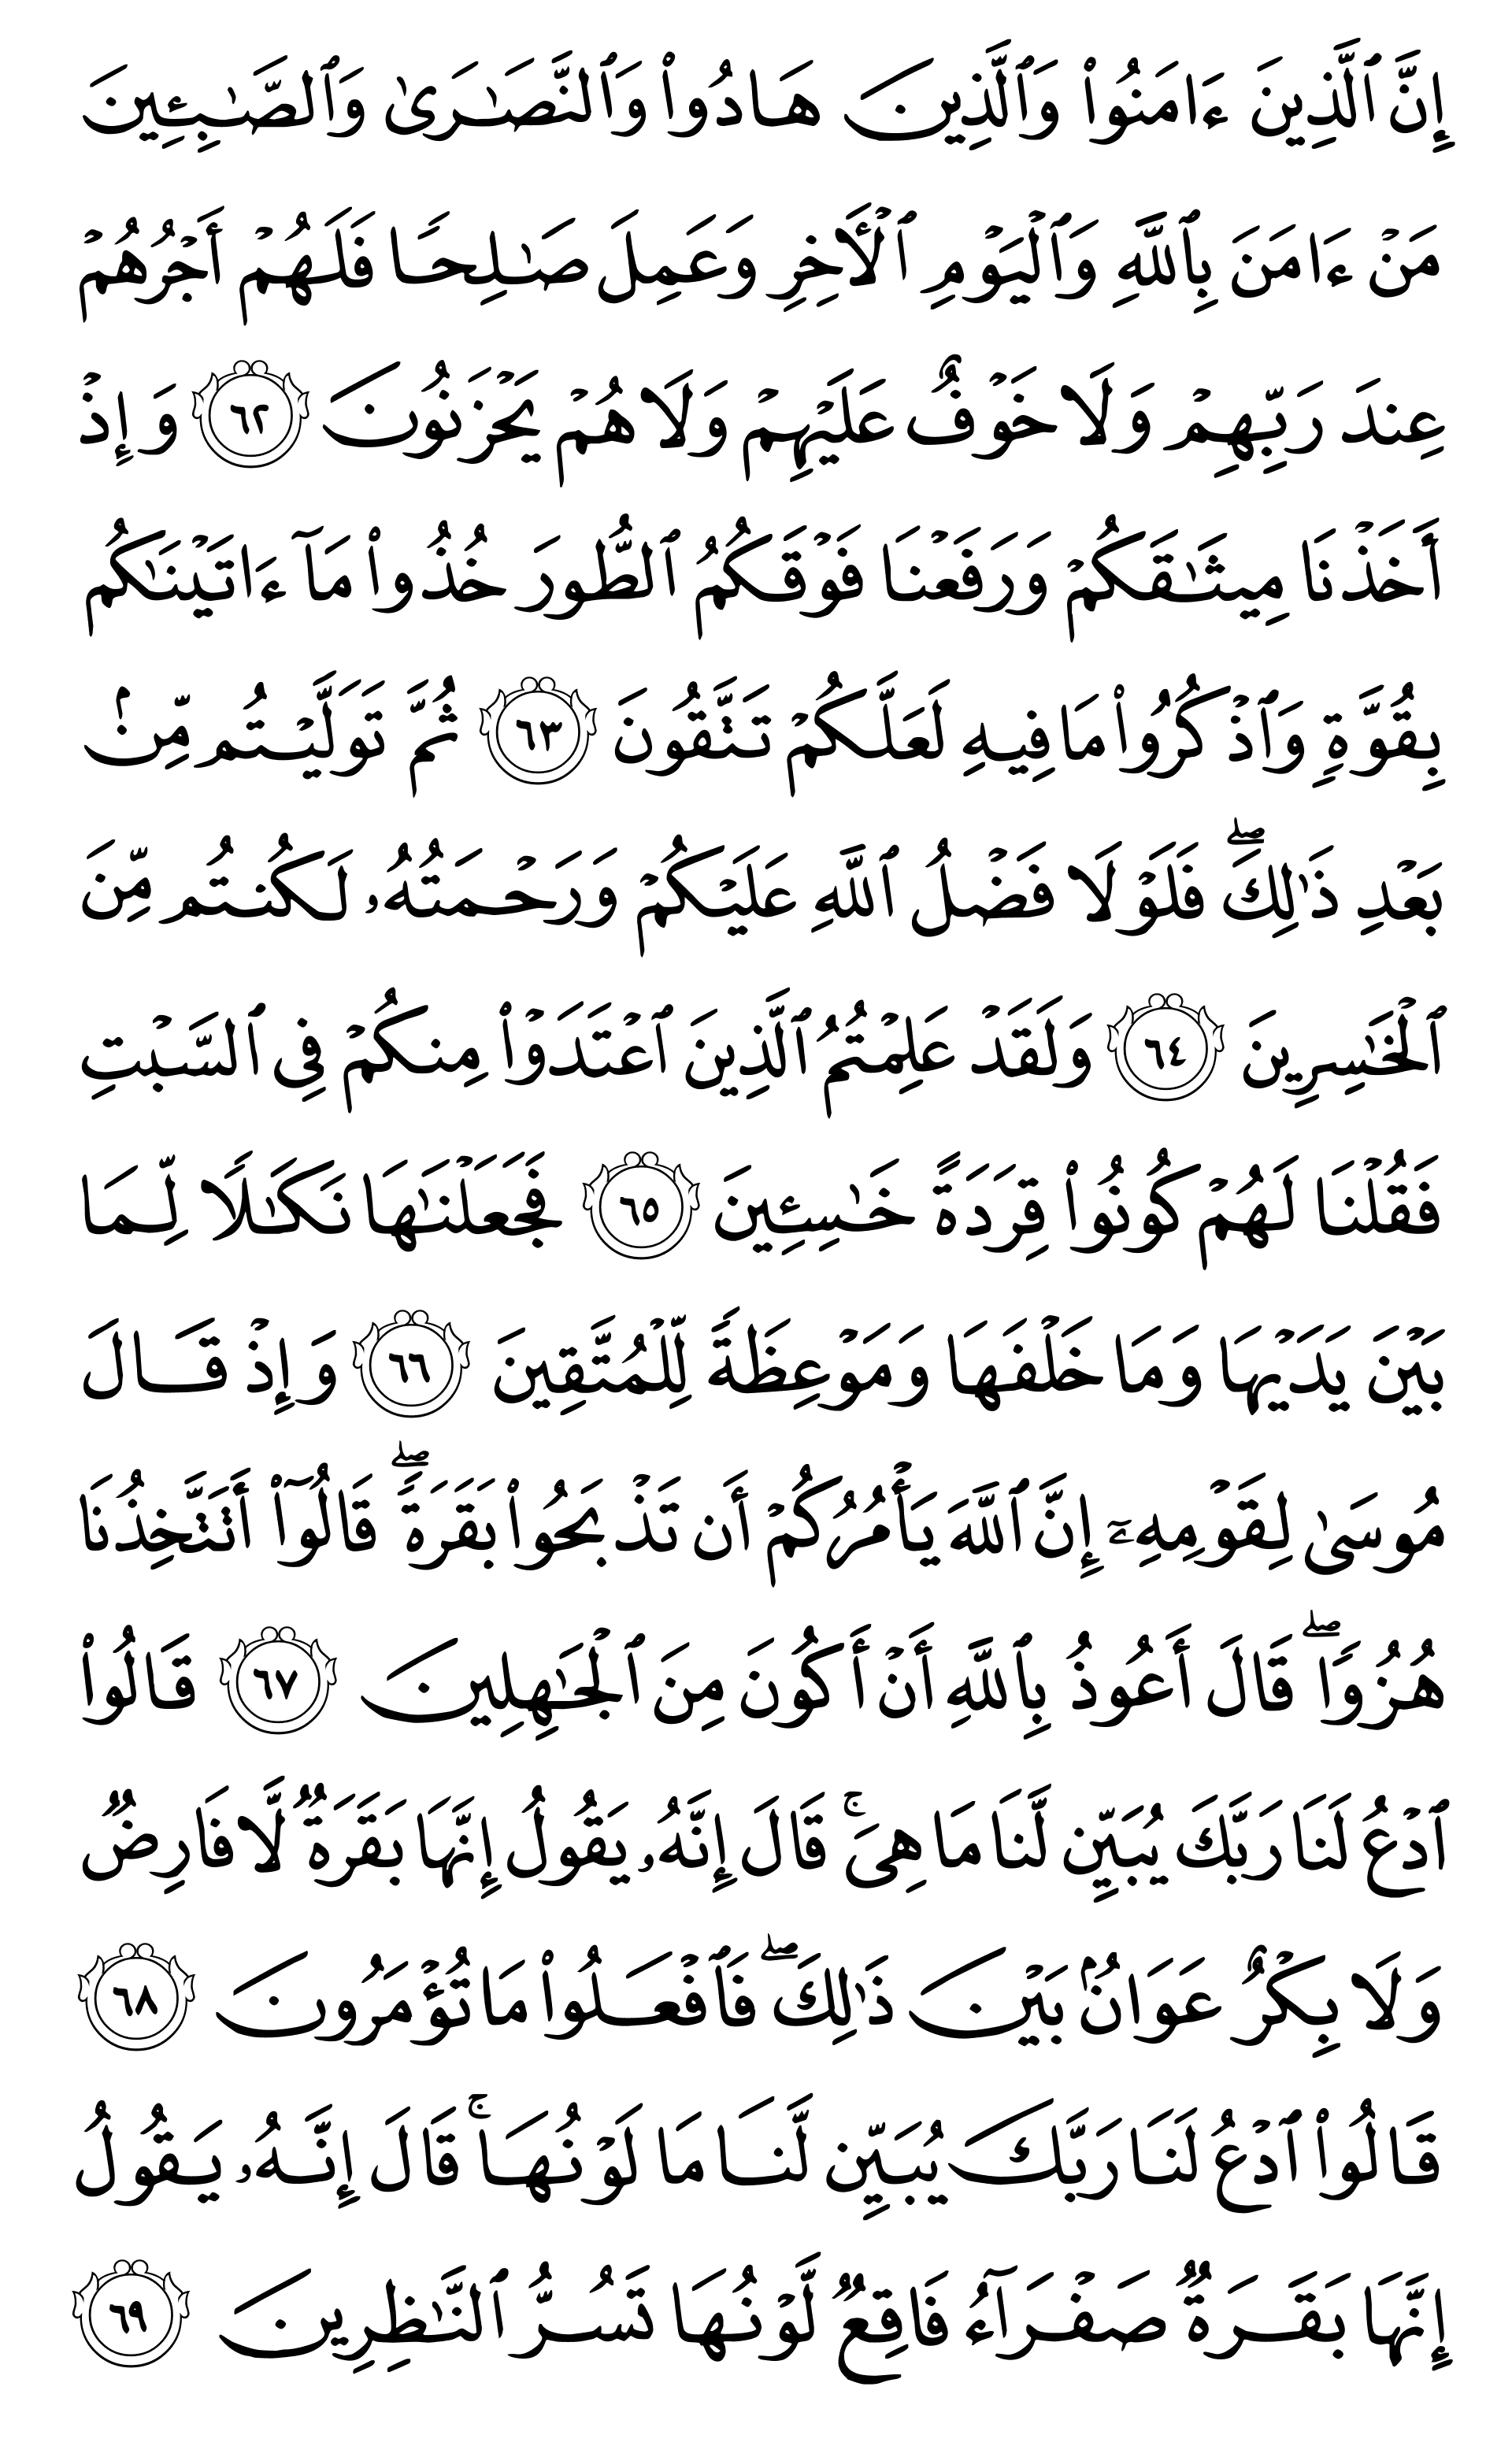 إِنَّ ٱلَّذِينَ ءَامَنُوا۟ وَٱلَّذِينَ هَادُوا۟ وَٱلنَّصَـٰرَىٰ وَٱلصَّـٰبِـِٔينَ
مَنْ ءَامَنَ بِٱللَّهِ وَٱلْيَوْمِ ٱلْـَٔاخِرِ وَعَمِلَ صَـٰلِحًا فَلَهُمْ أَجْرُهُمْ
عِندَ رَبِّهِمْ وَلَا خَوْفٌ عَلَيْهِمْ وَلَا هُمْ يَحْزَنُونَ ٦٢ وَإِذْ
أَخَذْنَا مِيثَـٰقَكُمْ وَرَفَعْنَا فَوْقَكُمُ ٱلطُّورَ خُذُوا۟ مَآ ءَاتَيْنَـٰكُم
بِقُوَّةٍ وَٱذْكُرُوا۟ مَا فِيهِ لَعَلَّكُمْ تَتَّقُونَ ٦٣ ثُمَّ تَوَلَّيْتُم مِّنۢ
بَعْدِ ذَٰلِكَ ۖ فَلَوْلَا فَضْلُ ٱللَّهِ عَلَيْكُمْ وَرَحْمَتُهُۥ لَكُنتُم مِّنَ
ٱلْخَـٰسِرِينَ ٦٤ وَلَقَدْ عَلِمْتُمُ ٱلَّذِينَ ٱعْتَدَوْا۟ مِنكُمْ فِى ٱلسَّبْتِ
فَقُلْنَا لَهُمْ كُونُوا۟ قِرَدَةً خَـٰسِـِٔينَ ٦٥ فَجَعَلْنَـٰهَا نَكَـٰلًا لِّمَا
بَيْنَ يَدَيْهَا وَمَا خَلْفَهَا وَمَوْعِظَةً لِّلْمُتَّقِينَ ٦٦ وَإِذْ قَالَ
مُوسَىٰ لِقَوْمِهِۦٓ إِنَّ ٱللَّهَ يَأْمُرُكُمْ أَن تَذْبَحُوا۟ بَقَرَةً ۖ قَالُوٓا۟ أَتَتَّخِذُنَا
هُزُوًا ۖ قَالَ أَعُوذُ بِٱللَّهِ أَنْ أَكُونَ مِنَ ٱلْجَـٰهِلِينَ ٦٧ قَالُوا۟
ٱدْعُ لَنَا رَبَّكَ يُبَيِّن لَّنَا مَا هِىَ ۚ قَالَ إِنَّهُۥ يَقُولُ إِنَّهَا بَقَرَةٌ لَّا فَارِضٌ
وَلَا بِكْرٌ عَوَانٌۢ بَيْنَ ذَٰلِكَ ۖ فَٱفْعَلُوا۟ مَا تُؤْمَرُونَ ٦٨
قَالُوا۟ ٱدْعُ لَنَا رَبَّكَ يُبَيِّن لَّنَا مَا لَوْنُهَا ۚ قَالَ إِنَّهُۥ يَقُولُ
إِنَّهَا بَقَرَةٌ صَفْرَآءُ فَاقِعٌ لَّوْنُهَا تَسُرُّ ٱلنَّـٰظِرِينَ ٦٩